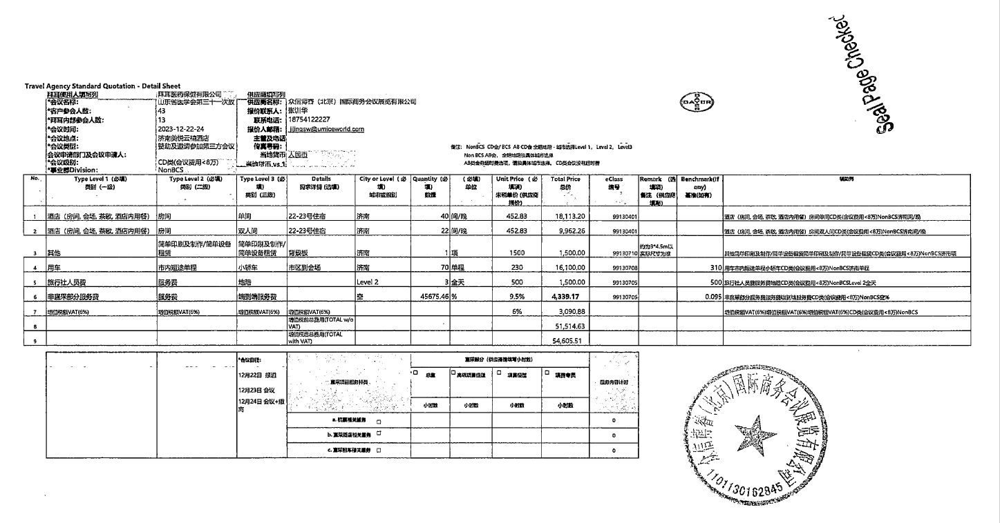 Seal Page Checked
Travel Agency Standard Quotation - Detail Sheet
拜耳使用人填写列 拜耳医药保健有限公司 供应商填写列
*会议名称: 山东省医学会第三十一次放 供应商名称: 众信博睿（北京）国际商务会议展览有限公司
*客户参会人数: 43 报价联系人: 张训华
*拜耳内部参会人数: 13 联系电话: 18754122227
*会议时间: 2023-12-22-24 报价人邮箱: jijingsw@umiceworld.com
*会议地点: 济南美悦云禧酒店 主管及电话
*会议类型: 赞助及邀请参加第三方会议 传真号码:
会议申请部门及会议申请人: 当地货币 人民币
*会议级别: CD类(会议费用<8万) 当地货币 vs 1
*事业部Division: NonBCS
BAYER
备注: NonBCS CD会/ BCS AB CD会 全陪地陪 - 城市选择Level 1, Level 2, Level3
Non BCS AB会, 全陪地陪按具体城市选择
AB类会有超时费选项, 请按具体城市选择, CD类会议没有超时费
No. Type Level 1（必填） 类别（一级） Type Level 2（必填） 类别（二级） Type Level 3（必填） 类别（三级） Details 需求详情 (选填) City or Level（必填） 城市或级别 Quantity (必填) 数量 （必填） 单位 Unit Price（必填项) 未税单价 (供应商报价) Total Price 总价 eClass 编号 Remark （选填项) 备注（供应商填写) Benchmark(If any) 基准(如有) 辅助列
1 酒店（房间, 会场, 茶歇, 酒店内用餐） 房间 单间 22-23号住宿 济南 40 间/晚 452.83 18,113.20 99130401 酒店（房间, 会场, 茶歇, 酒店内用餐）房间单间CD类(会议费用<8万)NonBCS济南间/晚
2 酒店（房间, 会场, 茶歇, 酒店内用餐） 房间 双人间 22-23号住宿 济南 22 间/晚 452.83 9,962.26 99130401 酒店（房间, 会场, 茶歇, 酒店内用餐）房间双人间CD类(会议费用<8万)NonBCS济南间/晚
3 其他 简单印刷及制作/简单设备租赁 简单印刷及制作/简单设备租赁 背景板 济南 1 项 1500 1,500.00 99130710 约为3*4.5m以实际尺寸为准 其他简单印刷及制作/简单设备租赁简单印刷及制作/简单设备租赁CD类(会议费用<8万)NonBCS济南项
4 用车 市内短途单程 小轿车 市区到会场 济南 70 单程 230 16,100.00 99130708 310 用车市内短途单程小轿车CD类(会议费用<8万)NonBCS济南单程
5 旅行社人员费 服务费 地陪 Level 2 3 全天 500 1,500.00 99130705 500 旅行社人员费服务费地陪CD类(会议费用<8万)NonBCSLevel 2全天
6 非直采部分服务费 服务费 端到端服务费 空 45675.46 % 9.5% 4,339.17 99130705 0.095 非直采部分服务费服务费端到端服务费CD类(会议费用<8万)NonBCS空%
7 增值税额VAT(6%) 增值税额VAT(6%) 增值税额VAT(6%) 增值税额VAT(6%) 6% 3,090.88 增值税额VAT(6%)增值税额VAT(6%)增值税额VAT(6%)CD类(会议费用<8万)NonBCS
8 增值税前总费用(TOTAL w/o VAT) 51,514.63
9 增值税后总费用(TOTAL with VAT) 54,605.51
*会议日程: 直采部分（供应商请填写小时数）
12月22日 报道 直采项目服务种类 总监 高级项目经理 项目经理 项目专员 服务内容计时
12月23日 会议
12月24日 会议+撤离 小时数 小时数 小时数 小时数
a. 机票相关服务 0
b. 直采酒店相关服务 0
c. 直采租车相关服务 0
众信博睿（北京）国际商务会议展览有限公司
1101130162845